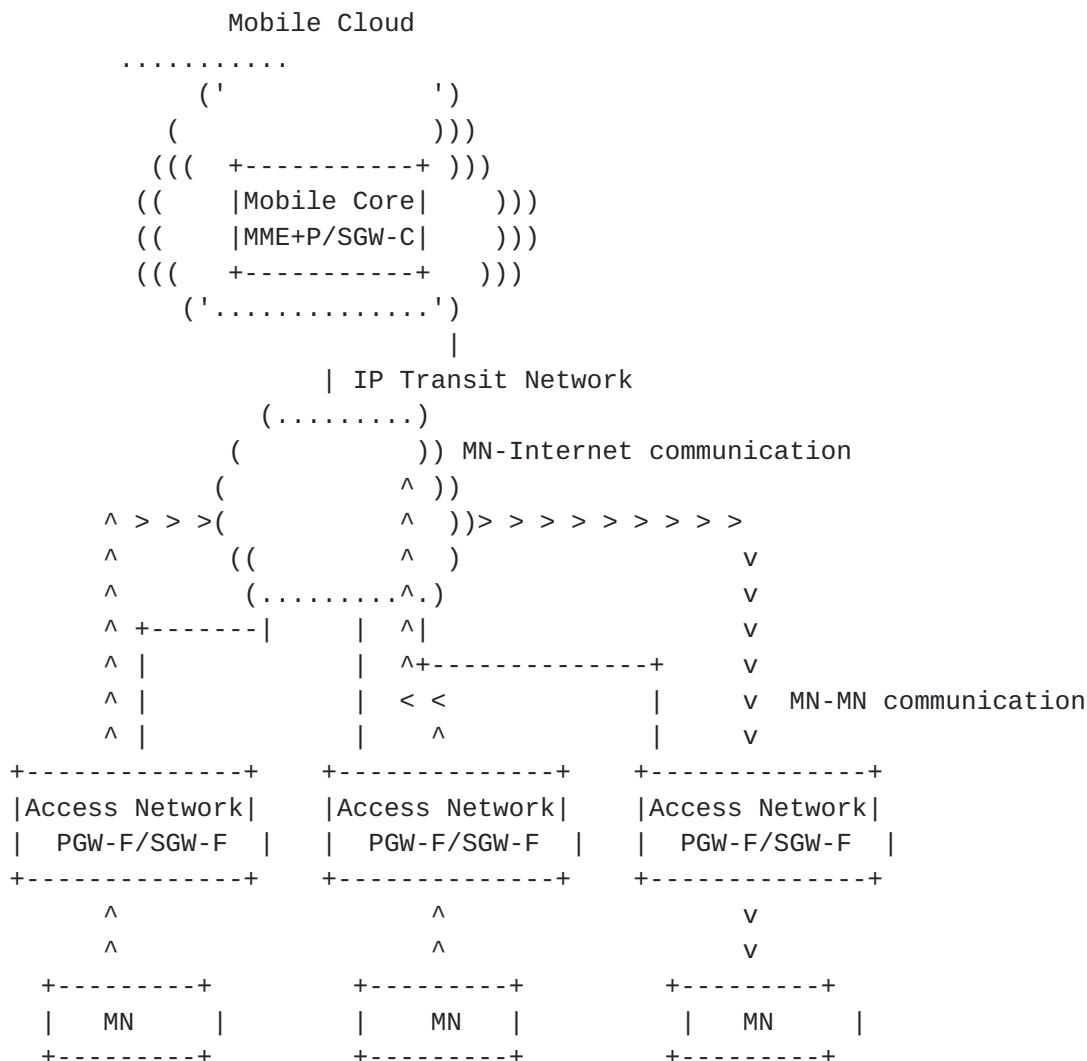 Mobile Cloud
...........
(' ')
( )))
((( +-----------+ )))
(( |Mobile Core| )))
(( |MME+P/SGW-C| )))
((( +-----------+ )))
('..............')
|
| IP Transit Network
(.........)
( )) MN-Internet communication
( ^ ))
^ > > >( ^ ))> > > > > > > > >
^ (( ^ ) v
^ (.........^.) v
^ +-------| | ^| v
^ | | ^+--------------+ v
^ | | < < | v MN-MN communication
^ | | ^ | v
+--------------+ +--------------+ +--------------+
|Access Network| |Access Network| |Access Network|
| PGW-F/SGW-F | | PGW-F/SGW-F | | PGW-F/SGW-F |
+--------------+ +--------------+ +--------------+
^ ^ v
^ ^ v
+---------+ +---------+ +---------+
| MN | | MN | | MN |
+---------+ +---------+ +---------+